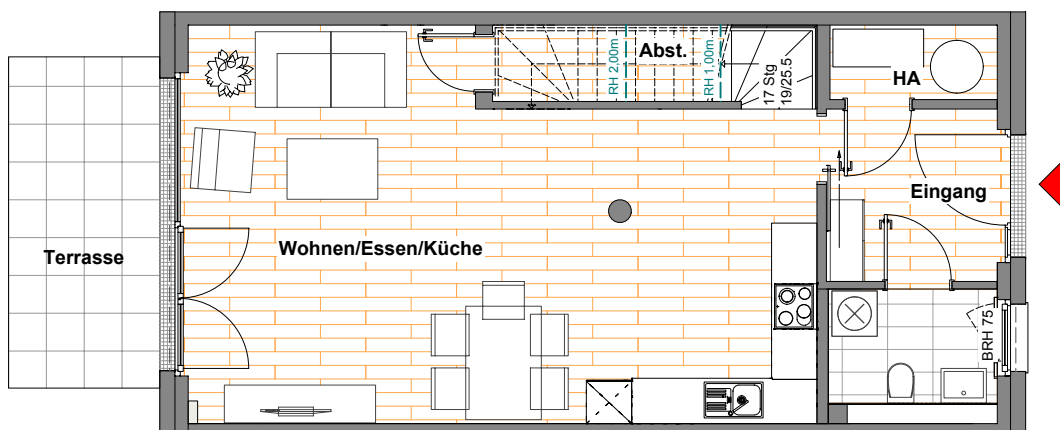 Abst.
RH 2,00m
RH 1,00m
17 Stg
19/25.5
HA
Eingang
Terrasse
Wohnen/Essen/Küche
BRH 75